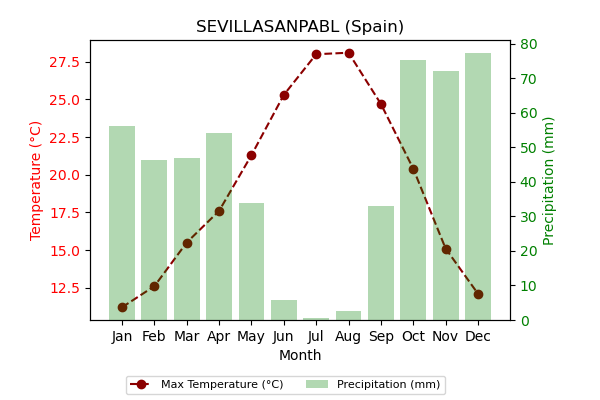 SEVILLASANPABL (Spain)
Temperature (°C)
27.5
25.0
22.5
20.0
17.5
15.0
12.5
80
70
60
50
40
30
20
10
0
Precipitation (mm)
Jan Feb Mar Apr May Jun Jul Aug Sep Oct Nov Dec
Month
Max Temperature (°C) Precipitation (mm)